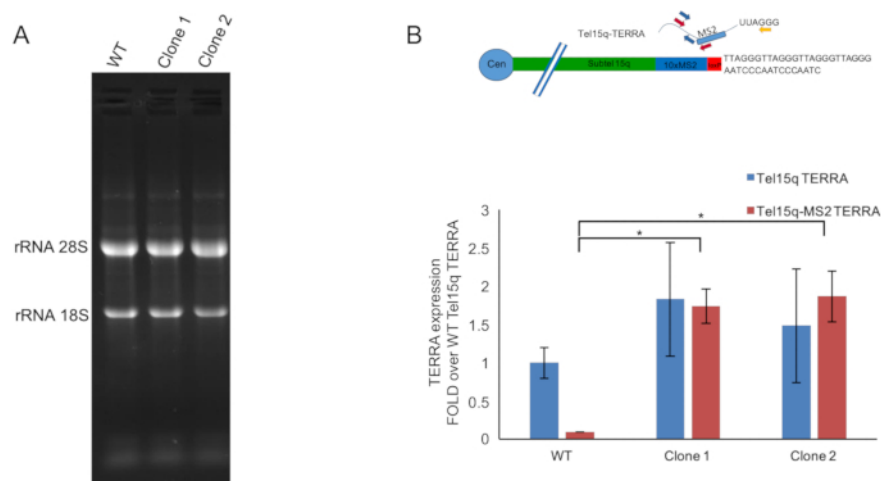 A
WT
Clone 1
Clone 2
rRNA 28S
rRNA 18S
B
Tel15q-TERRA
MS2
UUAGGG
Cen
Subtel 15q
10xMS2
TTAGGGTTAGGGTTAGGGTTAGGG
AATCCCAATCCCAATC
Tel15q TERRA
Tel15q-MS2 TERRA
TERRA expression
FOLD over WT Tel15q TERRA
3
2.5
2
1.5
1
0.5
0
*
*
WT
Clone 1
Clone 2